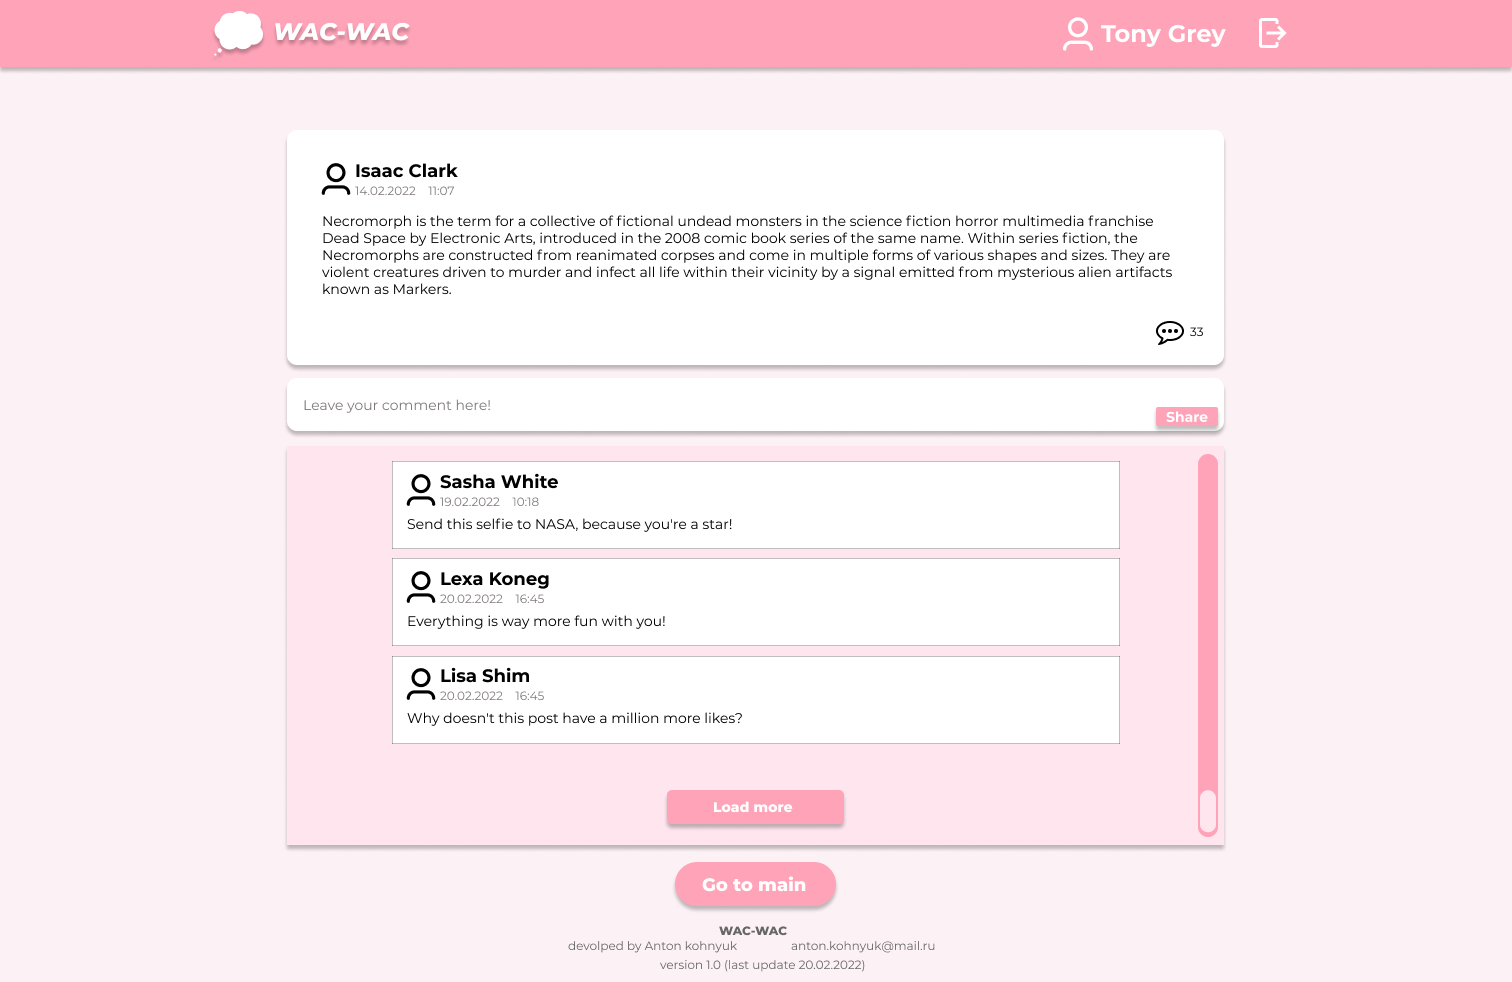 WAC-WAC
Tony Grey
Isaac Clark
14.02.2022 11:07
Necromorph is the term for a collective of fictional undead monsters in the science fiction horror multimedia franchise
Dead Space by Electronic Arts, introduced in the 2008 comic book series of the same name. Within series fiction, the
Necromorphs are constructed from reanimated corpses and come in multiple forms of various shapes and sizes. They are
violent creatures driven to murder and infect all life within their vicinity by a signal emitted from mysterious alien artifacts
known as Markers.
33
Leave your comment here!
Share
Sasha White
19.02.2022 10:18
Send this selfie to NASA, because you're a star!
Lexa Koneg
20.02.2022 16:45
Everything is way more fun with you!
Lisa Shim
20.02.2022 16:45
Why doesn't this post have a million more likes?
Load more
Go to main
WAC-WAC
devolped by Anton kohnyuk anton.kohnyuk@mail.ru
version 1.0 (last update 20.02.2022)